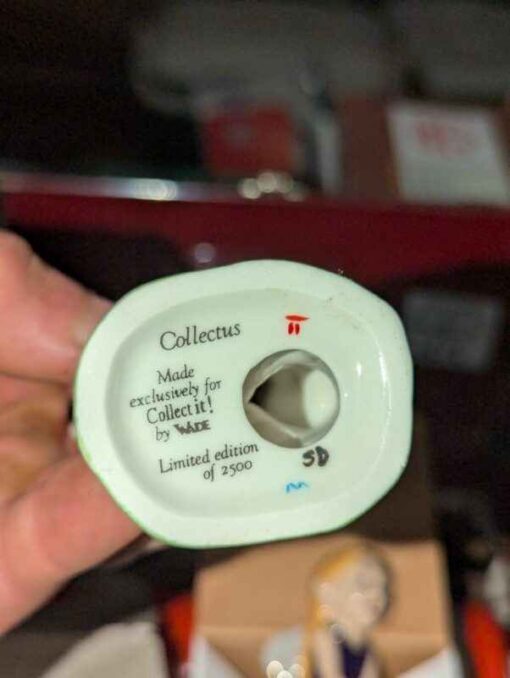 Collectus
Made
exclusively for
Collect it!
by WADE
Limited edition
of 2500
SD